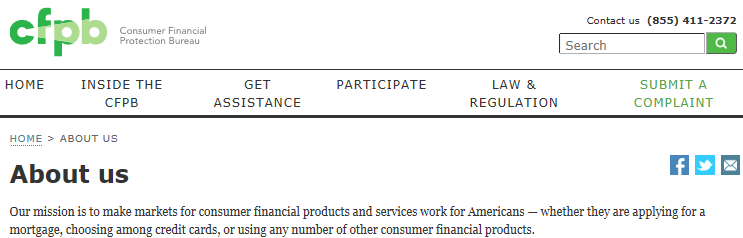 cfpb Consumer Financial
Protection Bureau
Contact us (855) 411-2372
Search
HOME INSIDE THE CFPB GET ASSISTANCE PARTICIPATE LAW & REGULATION SUBMIT A COMPLAINT
HOME > ABOUT US
About us
Our mission is to make markets for consumer financial products and services work for Americans — whether they are applying for a
mortgage, choosing among credit cards, or using any number of other consumer financial products.